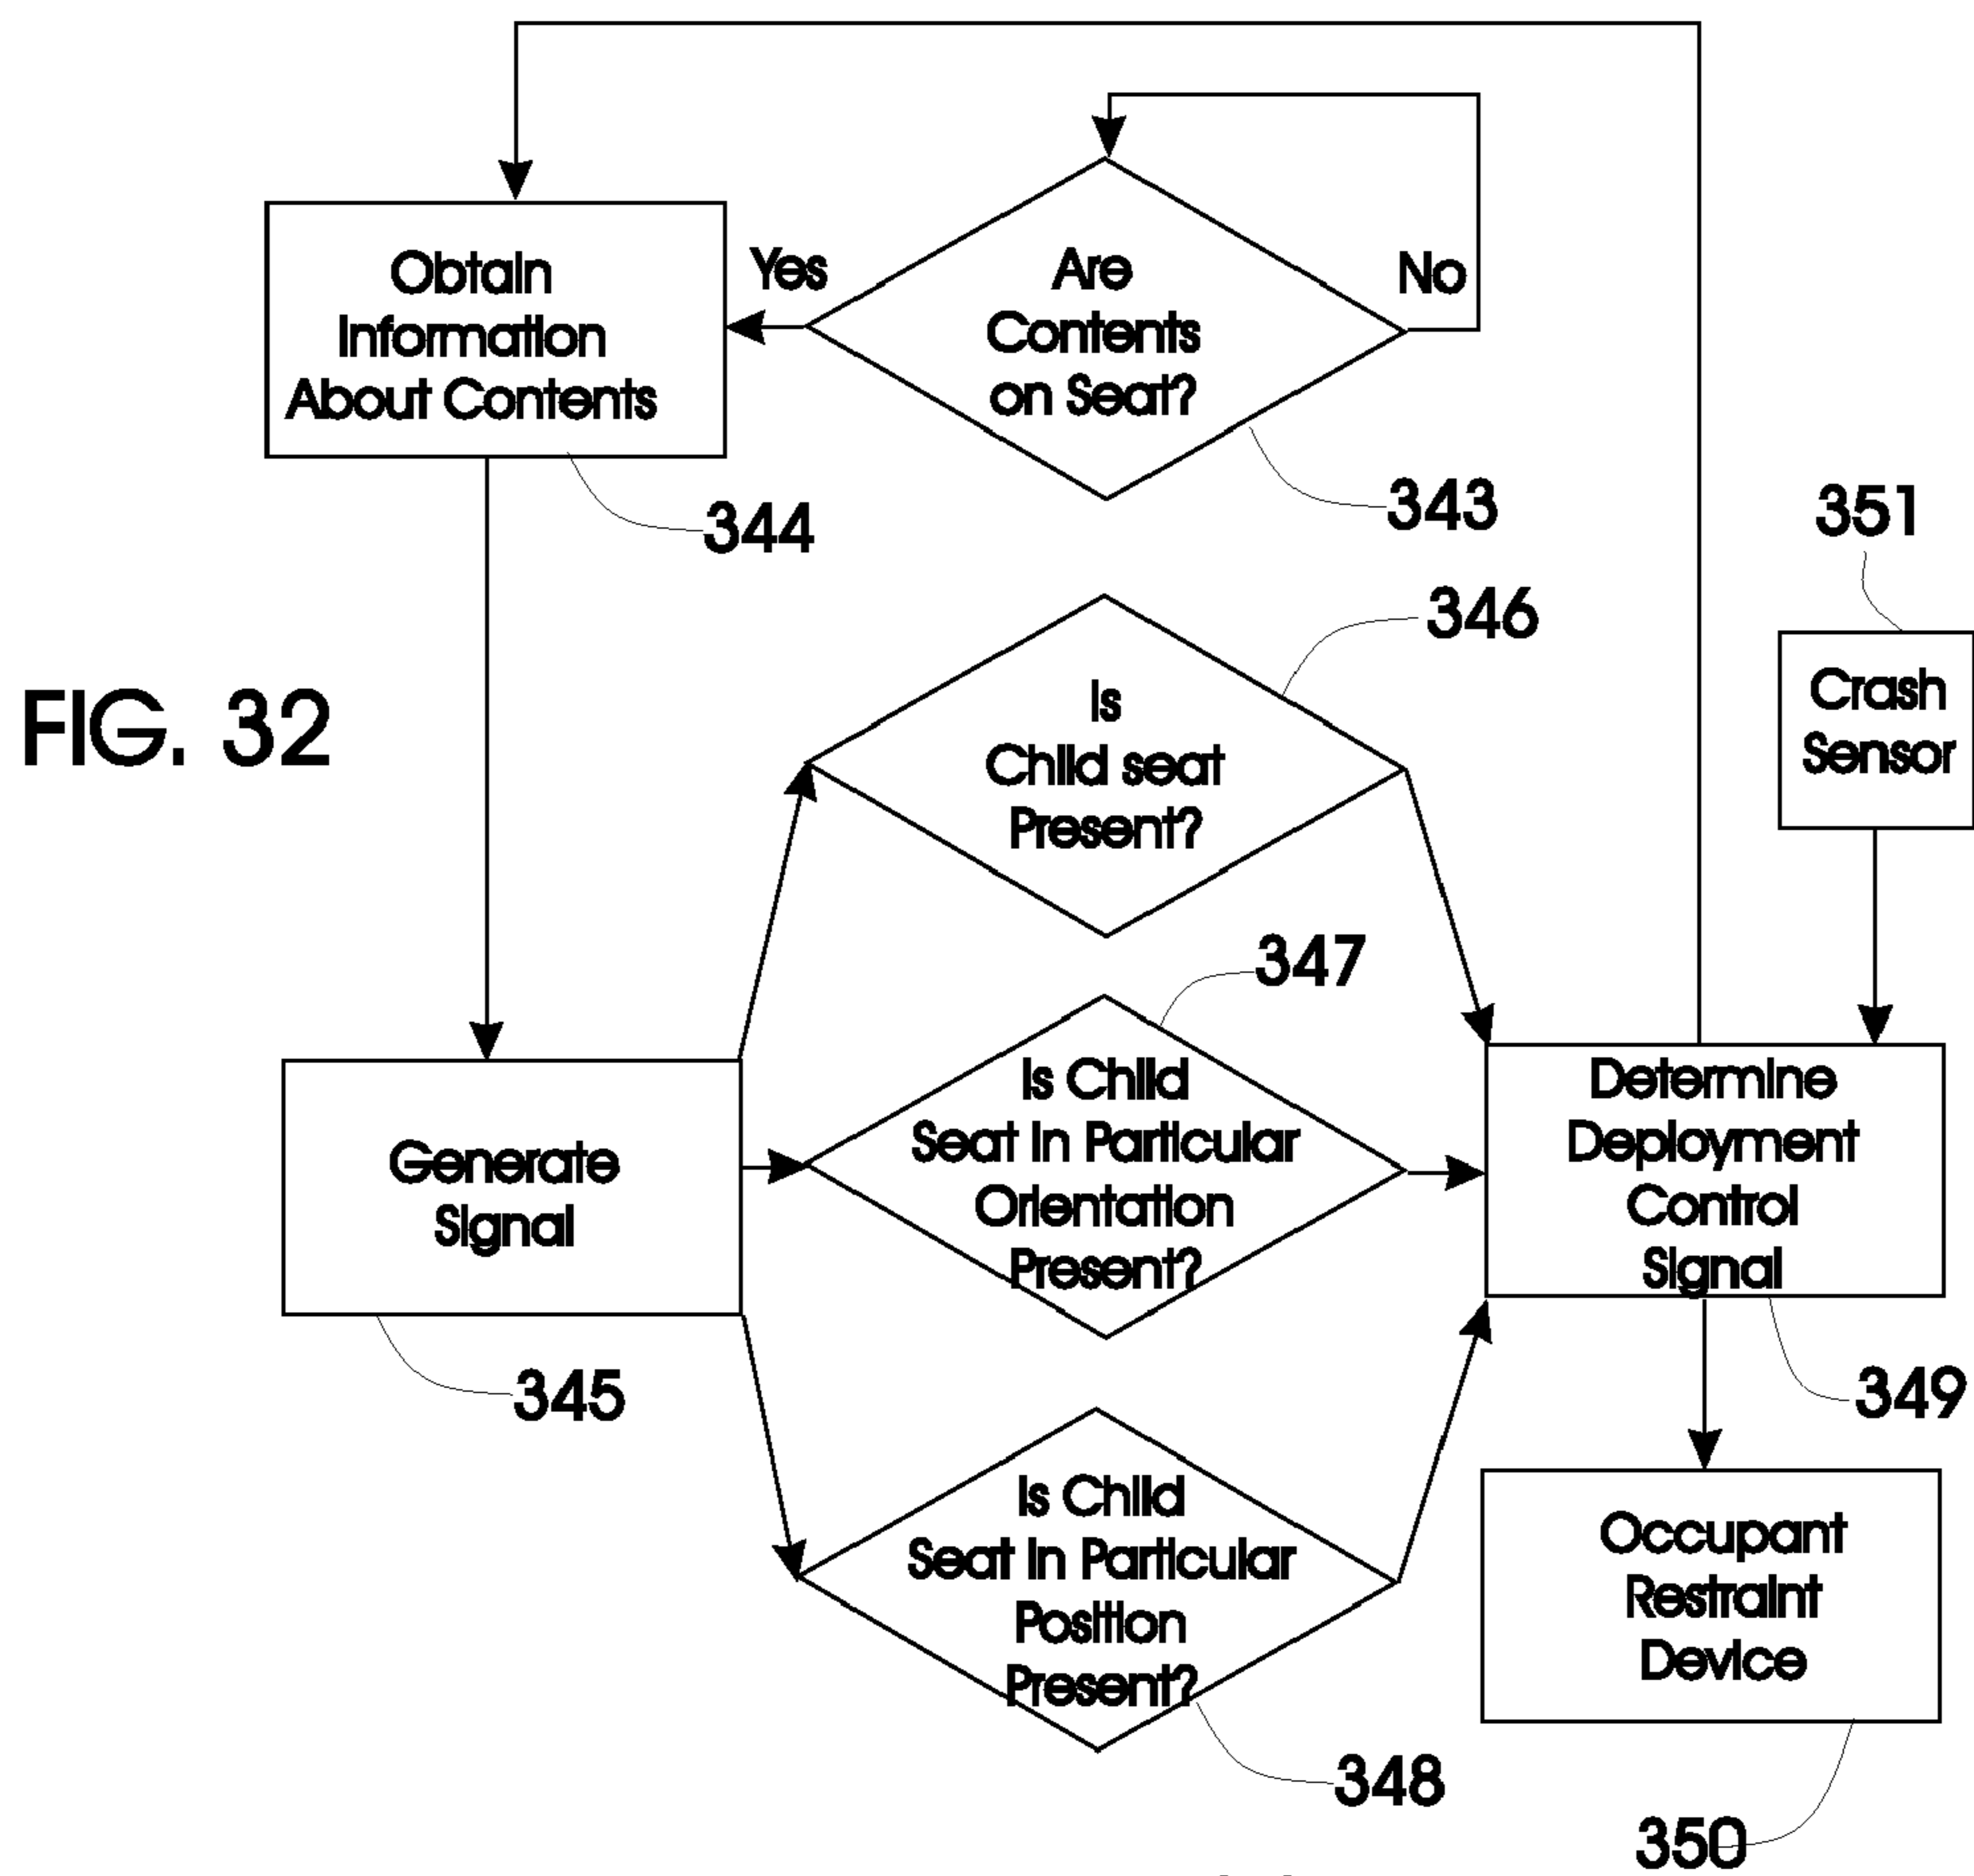 Obtain
Information
About Contents
Yes
Are
Contents
on Seat?
No
344
343
351
346
Crash
Sensor
FIG. 32
Is
Child seat
Present?
347
Is Child
Seat In Particular
Orientation
Present?
Generate
Signal
Determine
Deployment
Control
Signal
345
349
Is Child
Seat In Particular
Position
Present?
Occupant
Restraint
Device
348
350